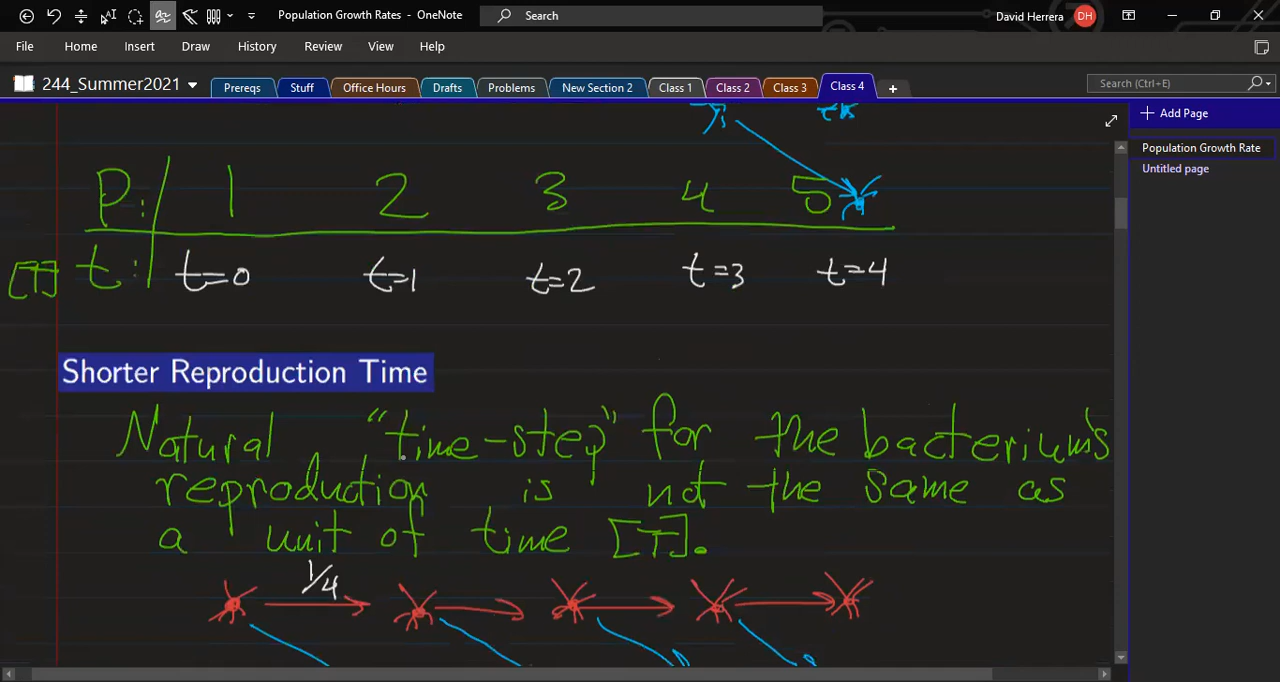 Population Growth Rates - OneNote
Search
David Herrera
DH
File Home Insert Draw History Review View Help
244_Summer2021
Prereqs Stuff Office Hours Drafts Problems New Section 2 Class 1 Class 2 Class 3 Class 4 +
Search (Ctrl+E)
Add Page
Population Growth Rate
Untitled page
P: 1 2 3 4 5
[T] t: t=0 t=1 t=2 t=3 t=4
Shorter Reproduction Time
Natural "time-step" for the bacterium's
reproduction is not the same as
a unit of time [T].
1/4